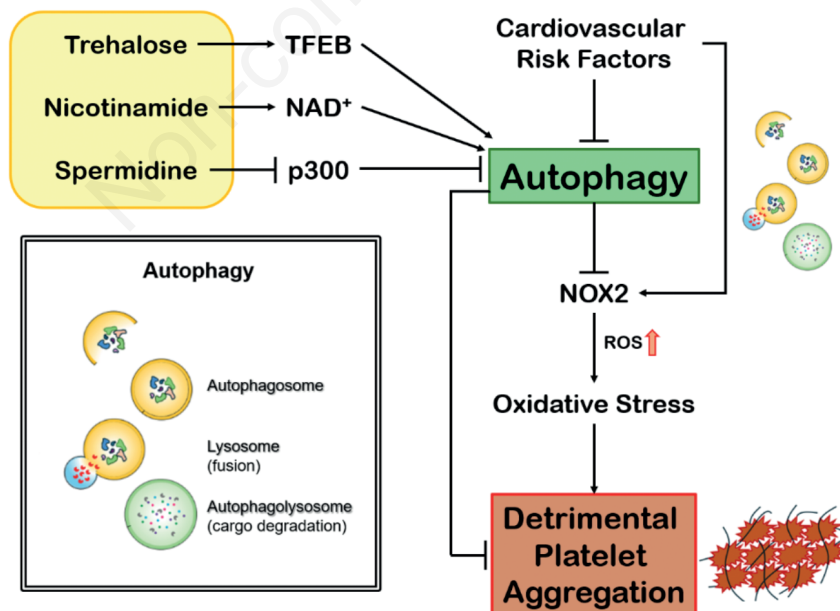 Trehalose
TFEB
Nicotinamide
NAD⁺
Spermidine
p300
Cardiovascular
Risk Factors
Autophagy
NOX2
ROS
Oxidative Stress
Detrimental
Platelet
Aggregation
Autophagy
Autophagosome
Lysosome
(fusion)
Autophagolysosome
(cargo degradation)